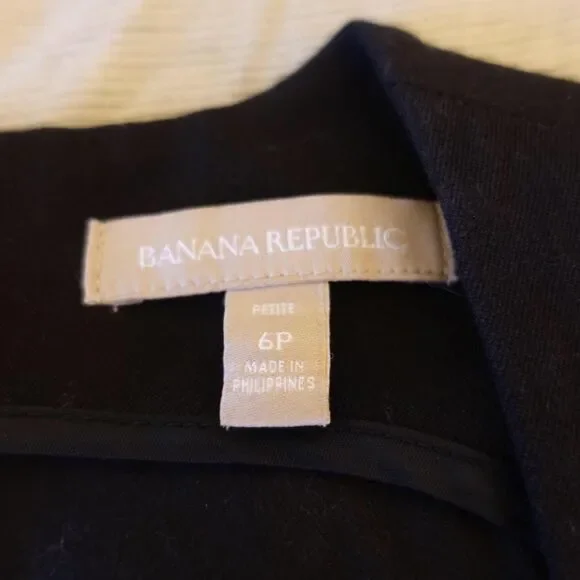 BANANA REPUBLIC
PETITE
6P
MADE IN
PHILIPPINES